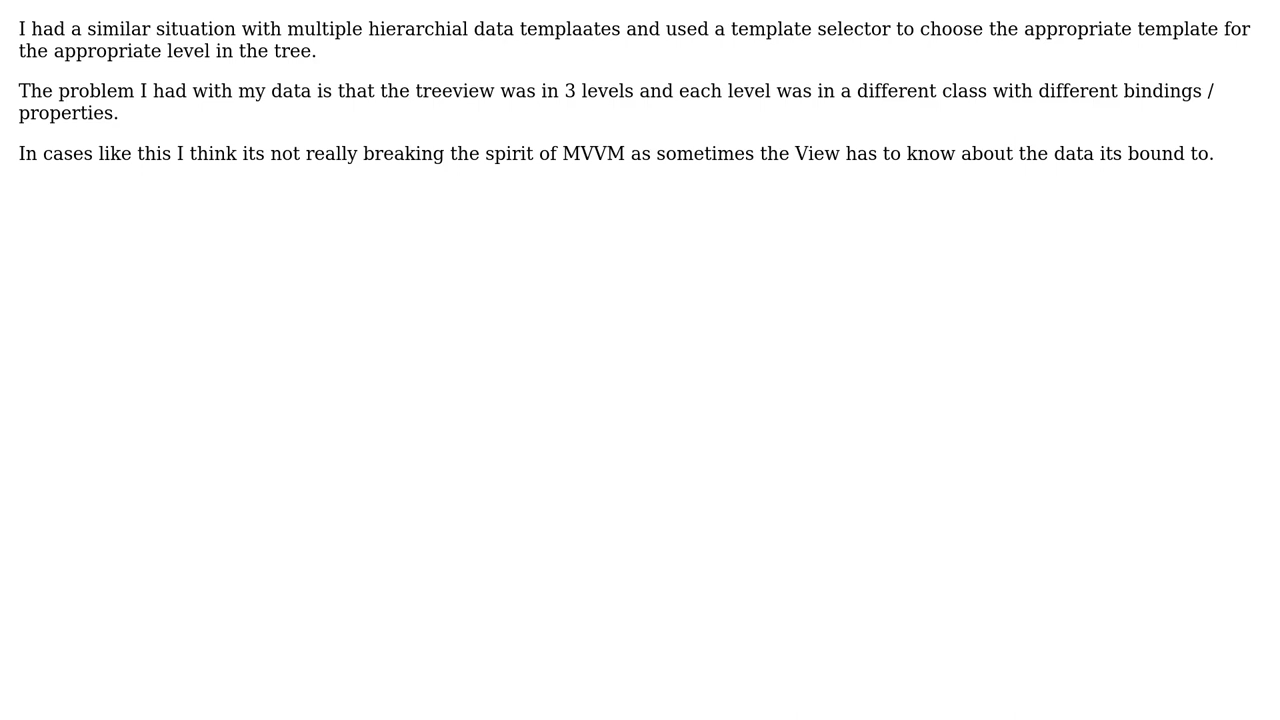 I had a similar situation with multiple hierarchial data templaates and used a template selector to choose the appropriate template for
the appropriate level in the tree.
The problem I had with my data is that the treeview was in 3 levels and each level was in a different class with different bindings /
properties.
In cases like this I think its not really breaking the spirit of MVVM as sometimes the View has to know about the data its bound to.